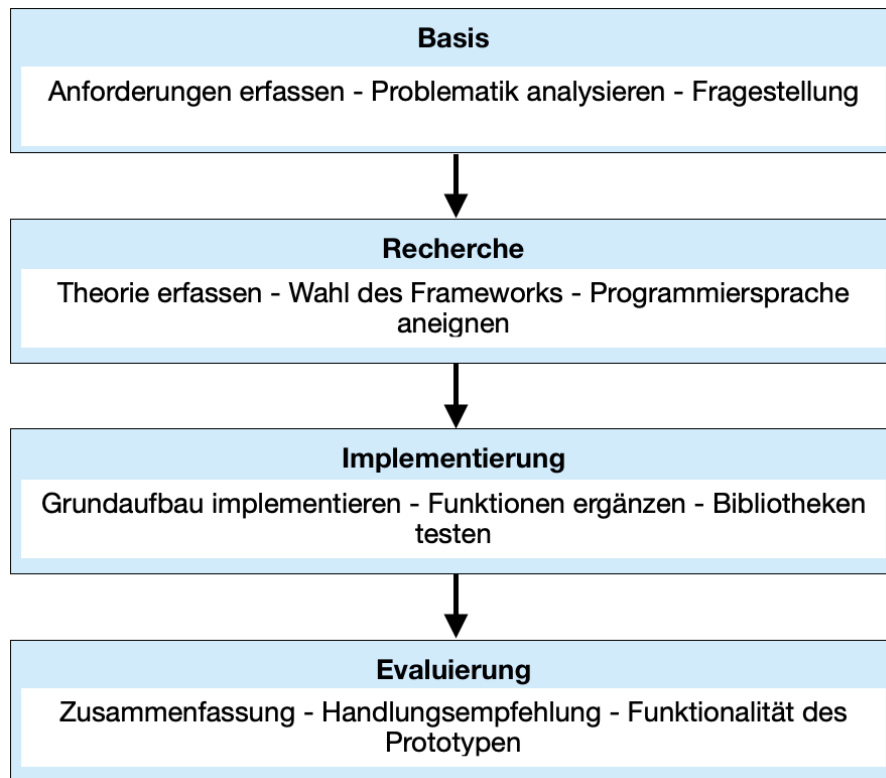 Basis
Anforderungen erfassen - Problematik analysieren - Fragestellung
Recherche
Theorie erfassen - Wahl des Frameworks - Programmiersprache
aneignen
Implementierung
Grundaufbau implementieren - Funktionen ergänzen - Bibliotheken
testen
Evaluierung
Zusammenfassung - Handlungsempfehlung - Funktionalität des
Prototypen